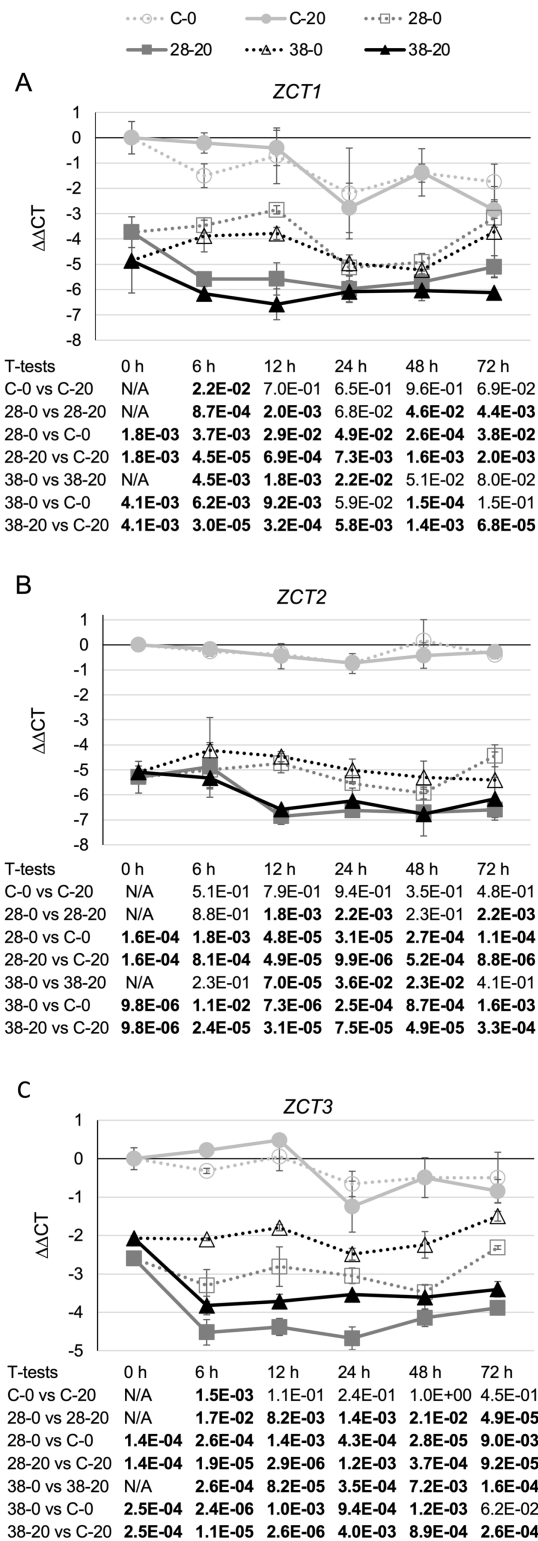 C-0 C-20 28-0
28-20 38-0 38-20
A
ZCT1
1
0
-1
-2
-3
-4
-5
-6
-7
-8
ΔΔCT
T-tests 0 h 6 h 12 h 24 h 48 h 72 h
C-0 vs C-20 N/A 2.2E-02 7.0E-01 6.5E-01 9.6E-01 6.9E-02
28-0 vs 28-20 N/A 8.7E-04 2.0E-03 6.8E-02 4.6E-02 4.4E-03
28-0 vs C-0 1.8E-03 3.7E-03 2.9E-02 4.9E-02 2.6E-04 3.8E-02
28-20 vs C-20 1.8E-03 4.5E-05 6.9E-04 7.3E-03 1.6E-03 2.0E-03
38-0 vs 38-20 N/A 4.5E-03 1.8E-03 2.2E-02 5.1E-02 8.0E-02
38-0 vs C-0 4.1E-03 6.2E-03 9.2E-03 5.9E-02 1.5E-04 1.5E-01
38-20 vs C-20 4.1E-03 3.0E-05 3.2E-04 5.8E-03 1.4E-03 6.8E-05
B
ZCT2
1
0
-1
-2
-3
-4
-5
-6
-7
-8
ΔΔCT
T-tests 0 h 6 h 12 h 24 h 48 h 72 h
C-0 vs C-20 N/A 5.1E-01 7.9E-01 9.4E-01 3.5E-01 4.8E-01
28-0 vs 28-20 N/A 8.8E-01 1.8E-03 2.2E-03 2.3E-01 2.2E-03
28-0 vs C-0 1.6E-04 1.8E-03 4.8E-05 3.1E-05 2.7E-04 1.1E-04
28-20 vs C-20 1.6E-04 8.1E-04 4.9E-05 9.9E-06 5.2E-04 8.8E-06
38-0 vs 38-20 N/A 2.3E-01 7.0E-05 3.6E-02 2.3E-02 4.1E-01
38-0 vs C-0 9.8E-06 1.1E-02 7.3E-06 2.5E-04 8.7E-04 1.6E-03
38-20 vs C-20 9.8E-06 2.4E-05 3.1E-05 7.5E-05 4.9E-05 3.3E-04
C
ZCT3
1
0
-1
-2
-3
-4
-5
ΔΔCT
T-tests 0 h 6 h 12 h 24 h 48 h 72 h
C-0 vs C-20 N/A 1.5E-03 1.1E-01 2.4E-01 1.0E+00 4.5E-01
28-0 vs 28-20 N/A 1.7E-02 8.2E-03 1.4E-03 2.1E-02 4.9E-05
28-0 vs C-0 1.4E-04 2.6E-04 1.4E-03 4.3E-04 2.8E-05 9.0E-03
28-20 vs C-20 1.4E-04 1.9E-05 2.9E-06 1.2E-03 3.7E-04 9.2E-05
38-0 vs 38-20 N/A 2.6E-04 8.2E-05 3.5E-04 7.2E-03 1.6E-04
38-0 vs C-0 2.5E-04 2.4E-06 1.0E-03 9.4E-04 1.2E-03 6.2E-02
38-20 vs C-20 2.5E-04 1.1E-05 2.6E-06 4.0E-03 8.9E-04 2.6E-04